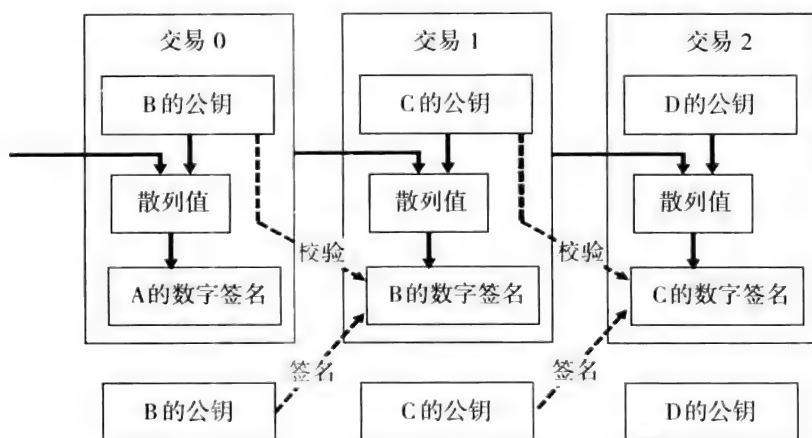 交易 0
交易 1
交易 2
B的公钥
C的公钥
D的公钥
散列值
散列值
散列值
校验
校验
A的数字签名
B的数字签名
C的数字签名
签名
签名
B的公钥
C的公钥
D的公钥